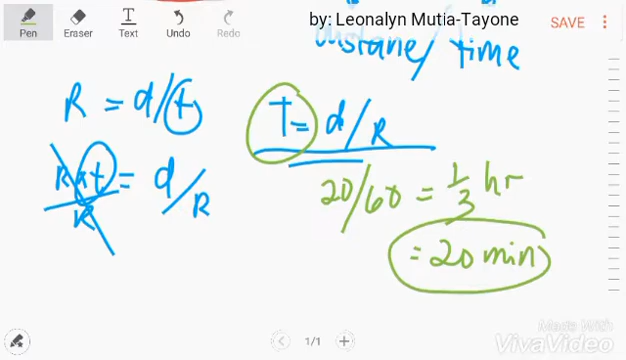 by: Leonalyn Mutia-Tayone
SAVE
Pen Eraser Text Undo Redo
distane/ time
R = d/t
T = d/R
Rxt = d/R
R
20/60 = 1/3 hr
= 20 min
1/1
Made With
VivaVideo